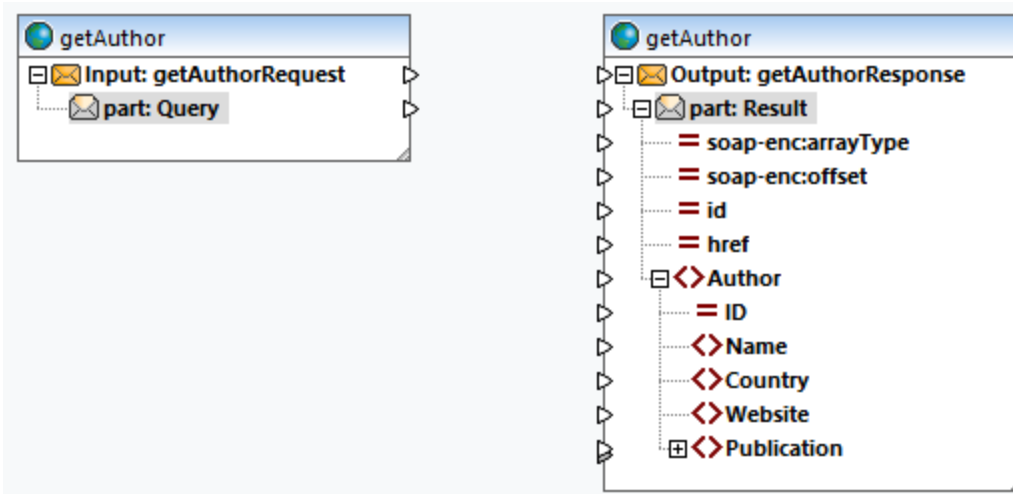 getAuthor
Input: getAuthorRequest
part: Query
getAuthor
Output: getAuthorResponse
part: Result
soap-enc:arrayType
soap-enc:offset
id
href
Author
ID
Name
Country
Website
Publication